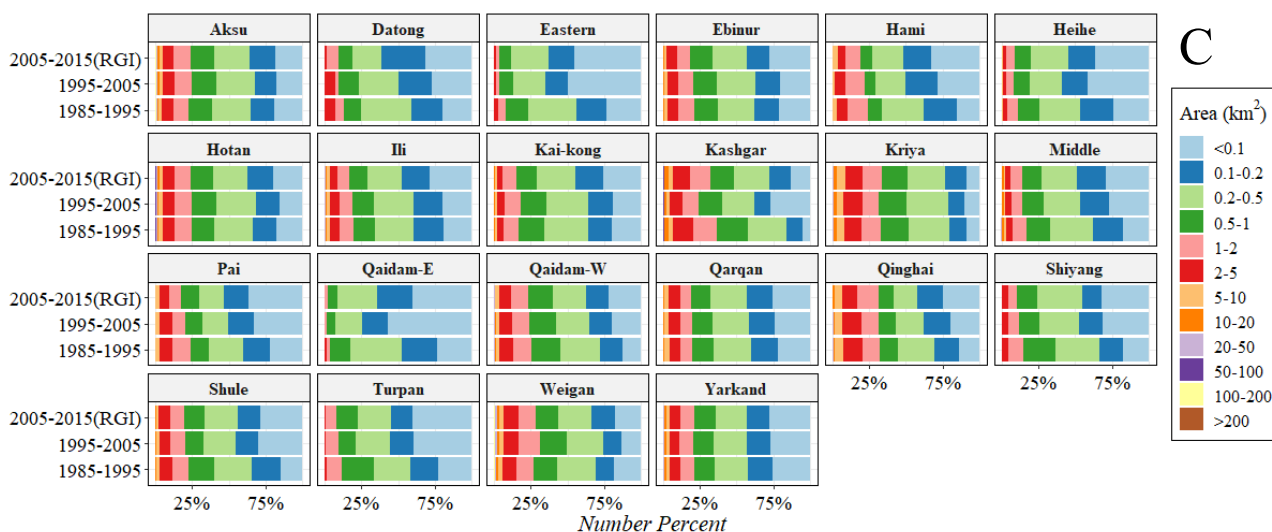 Aksu Datong Eastern Ebinur Hami Heihe
2005-2015(RGI)
1995-2005
1985-1995
Hotan Ili Kai-kong Kashgar Kriya Middle
2005-2015(RGI)
1995-2005
1985-1995
Pai Qaidam-E Qaidam-W Qarqan Qinghai Shiyang
2005-2015(RGI)
1995-2005
1985-1995
25% 75% 25% 75%
Shule Turpan Weigan Yarkand
2005-2015(RGI)
1995-2005
1985-1995
25% 75% 25% 75% 25% 75% 25% 75%
Number Percent
C
Area (km²)
<0.1
0.1-0.2
0.2-0.5
0.5-1
1-2
2-5
5-10
10-20
20-50
50-100
100-200
>200